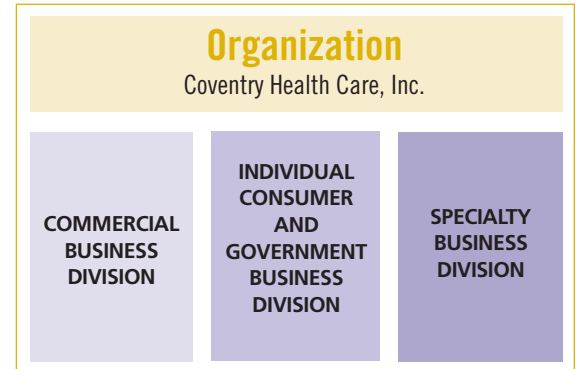 Organization
Coventry Health Care, Inc.
COMMERCIAL
BUSINESS
DIVISION
INDIVIDUAL
CONSUMER
AND
GOVERNMENT
BUSINESS
DIVISION
SPECIALTY
BUSINESS
DIVISION